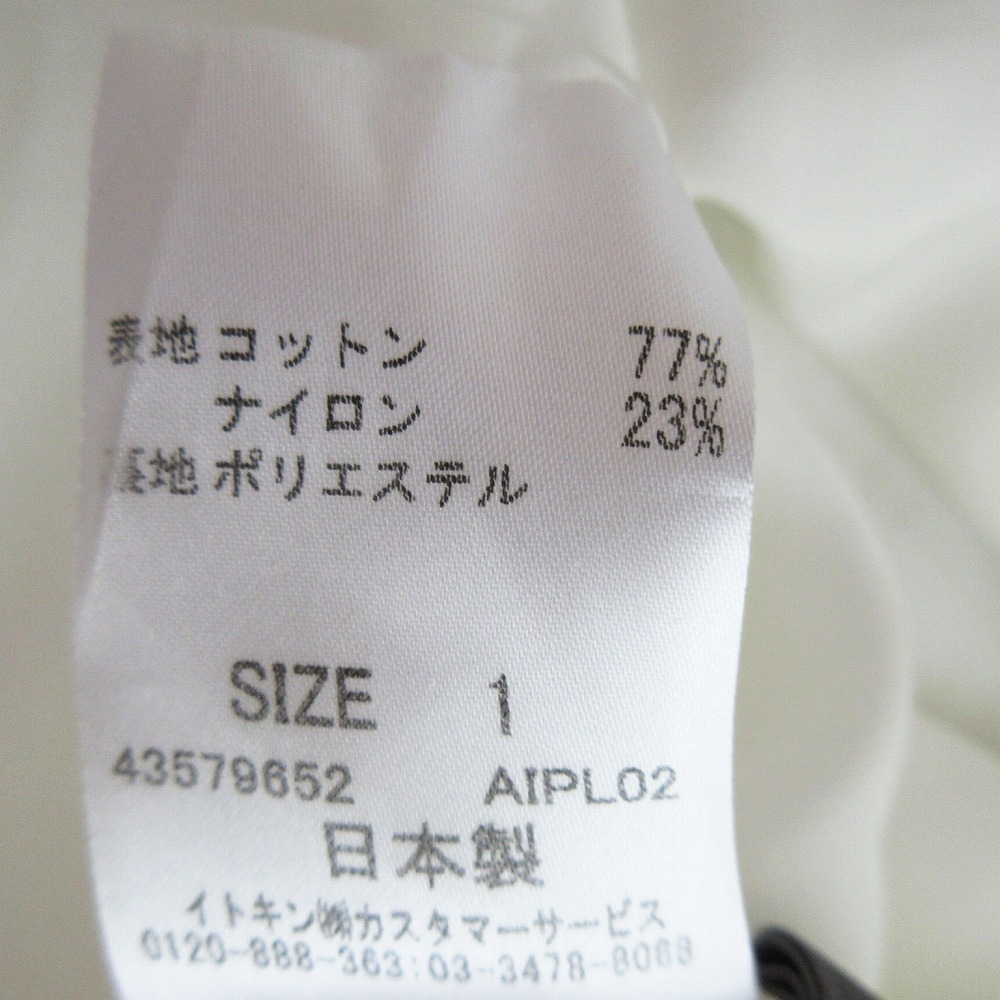 表地 コットン 77%
ナイロン 23%
裏地 ポリエステル
SIZE 1
43579652 AIPL02
日本製
イトキン㈱カスタマーサービス
0120-888-363:03-3478-8088